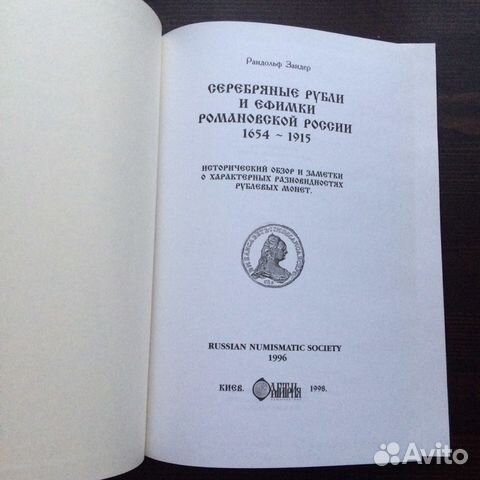 Рандольф Зандер
СЕРЕБРЯНЫЕ РУБЛИ
И ЕФИМКИ
РОМАНОВСКОЙ РОССИИ
1654 ~ 1915
ИСТОРИЧЕСКИЙ ОБЗОР И ЗАМЕТКИ
О ХАРАКТЕРНЫХ РАЗНОВИДНОСТЯХ
РУБЛЕВЫХ МОНЕТ.
RUSSIAN NUMISMATIC SOCIETY
1996
КИЕВ. 1998.
Avito